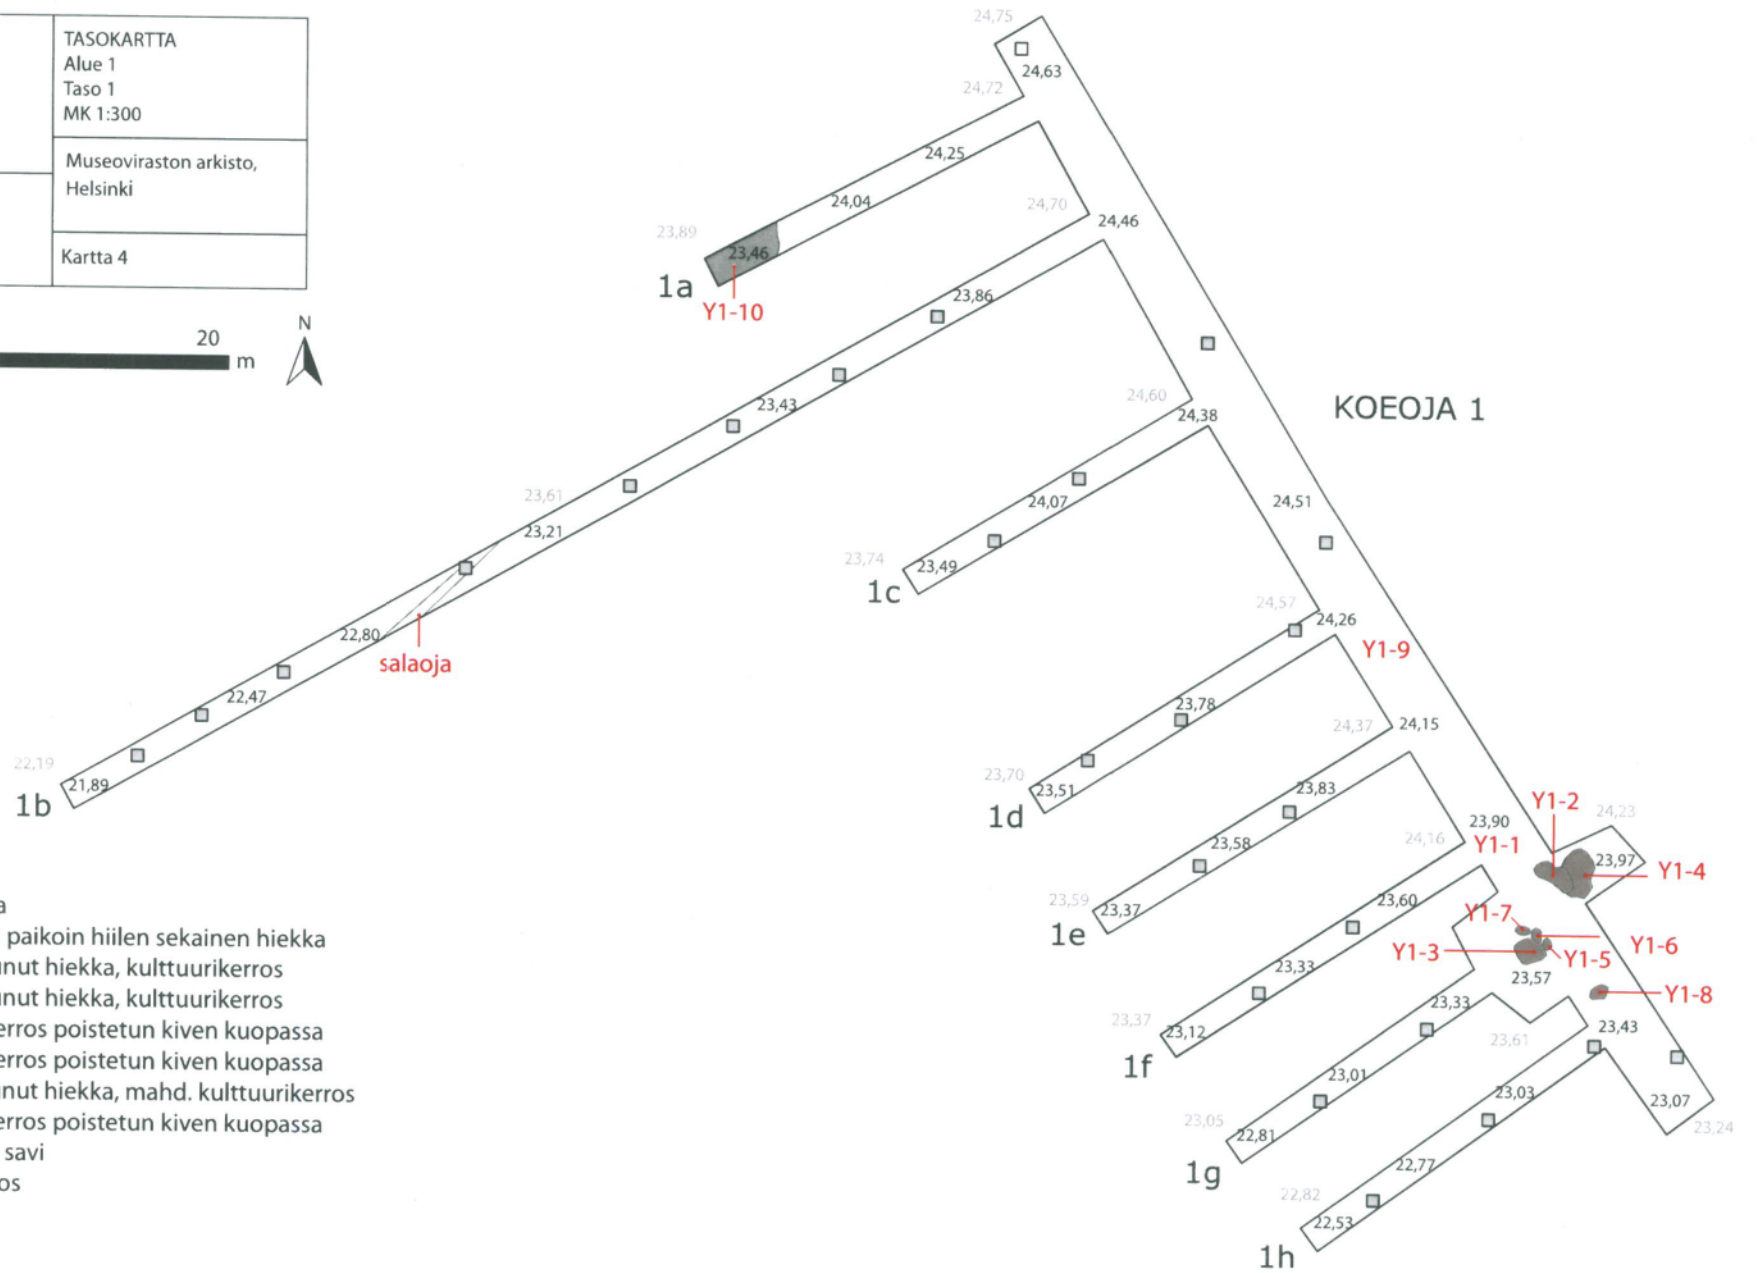 TASOKARTTA
Alue 1
Taso 1
MK 1:300
Museoviraston arkisto,
Helsinki
Kartta 4
20
m
N
24,75
24,63
24,72
24,25
24,04
24,70
23,89
23,46
24,46
1a
Y1-10
23,86
24,60
24,38
KOEOJA 1
23,43
23,61
23,21
24,07
24,51
23,74
23,49
1c
24,57
24,26
Y1-9
22,80
salaoja
22,47
23,78
24,37
24,15
22,19
21,89
1b
23,70
23,51
1d
23,83
Y1-2
24,23
23,90
24,16
Y1-1
23,58
23,97
Y1-4
23,59
23,37
1e
23,60
Y1-7
Y1-6
Y1-3
Y1-5
23,33
23,57
Y1-8
23,37
23,12
1f
23,33
23,61
23,43
23,01
23,03
23,07
23,05
22,81
23,24
1g
22,77
22,82
22,53
1h
a
paikoin hiilen sekainen hiekka
nut hiekka, kulttuurikerros
nut hiekka, kulttuurikerros
erros poistetun kiven kuopassa
erros poistetun kiven kuopassa
nut hiekka, mahd. kulttuurikerros
erros poistetun kiven kuopassa
savi
os